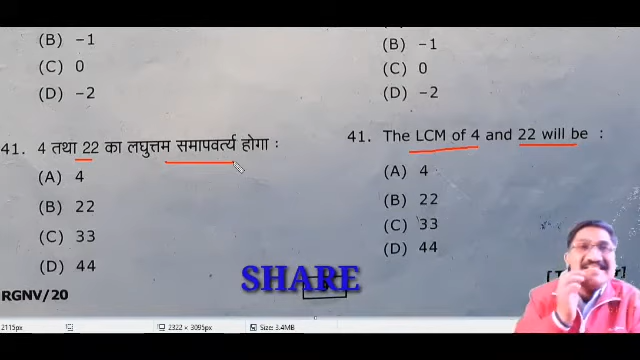 (B) −1
(C) 0
(D) −2
41. 4 तथा 22 का लघुत्तम समापवर्त्य होगा :
(A) 4
(B) 22
(C) 33
(D) 44
RGNV/20
(B) −1
(C) 0
(D) −2
41. The LCM of 4 and 22 will be :
(A) 4
(B) 22
(C) 33
(D) 44
SHARE
2115px
2322 × 3095px
Size: 3.4MB